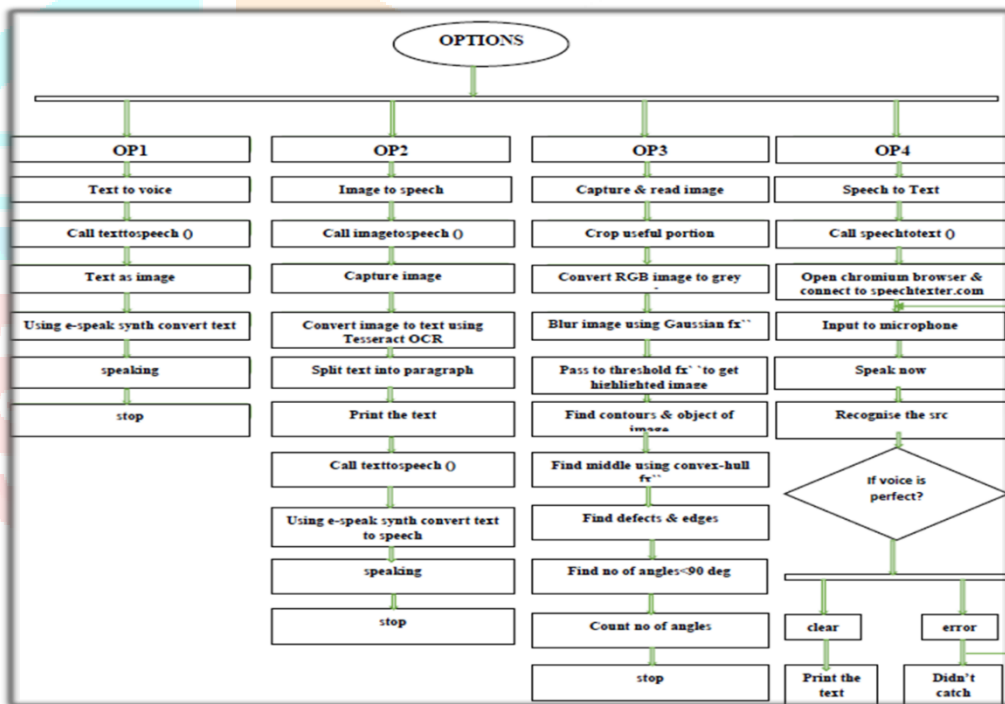 OPTIONS
OP1
Text to voice
Call texttospeech ()
Text as image
Using e-speak synth convert text
speaking
stop
OP2
Image to speech
Call imagetospeech ()
Capture image
Convert image to text using
Tesseract OCR
Split text into paragraph
Print the text
Call texttospeech ()
Using e-speak synth convert text
to speech
speaking
stop
OP3
Capture & read image
Crop useful portion
Convert RGB image to grey
Blur image using Gaussian fx``
Pass to threshold fx` `to get
highlighted image
Find contours & object of
image
Find middle using convex-hull
fx``
Find defects & edges
Find no of angles<90 deg
Count no of angles
stop
OP4
Speech to Text
Call speechtotext ()
Open chromium browser &
connect to speechtexter.com
Input to microphone
Speak now
Recognise the src
If voice is
perfect?
clear
error
Print the
text
Didn't
catch